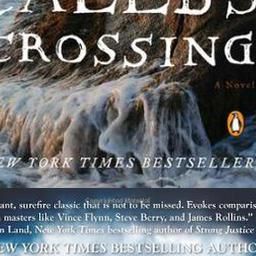 CALEB'S
CROSSING
A Novel
NEW YORK TIMES BESTSELLER
ant, surefire classic that is not to be missed. Evokes comparis
masters like Vince Flynn, Steve Berry, and James Rollins."
n Land, New York Times bestselling author of Strong Justice
NEW YORK TIMES BESTSELLING AUTHO